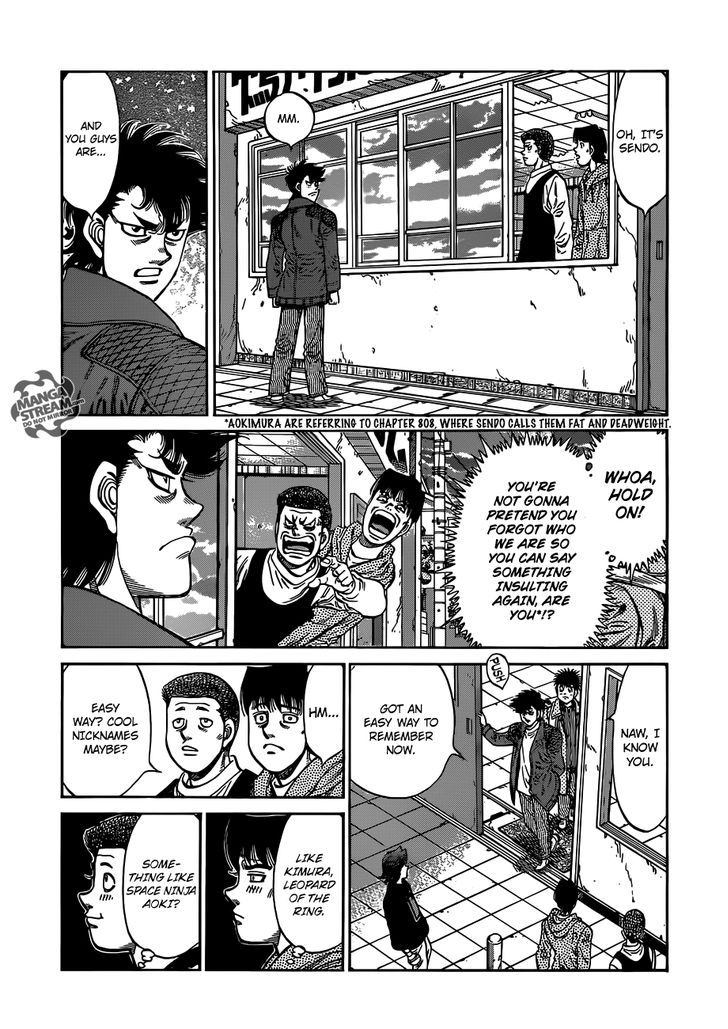 OH, IT'S
SENDO.
MM.
AND
YOU GUYS
ARE...
MANGA
STREAM.com
DO NOT MIRROR
*AOKIMURA ARE REFERRING TO CHAPTER 808, WHERE SENDO CALLS THEM FAT AND DEADWEIGHT.
WHOA,
HOLD
ON!
YOU'RE
NOT GONNA
PRETEND YOU
FORGOT WHO
WE ARE SO
YOU CAN SAY
SOMETHING
INSULTING
AGAIN, ARE
YOU*!?
PUSH
NAW, I
KNOW
YOU.
GOT AN
EASY WAY TO
REMEMBER
NOW.
HM...
EASY
WAY? COOL
NICKNAMES
MAYBE?
LIKE
KIMURA,
LEOPARD
OF THE
RING.
SOME-
THING LIKE
SPACE NINJA
AOKI?